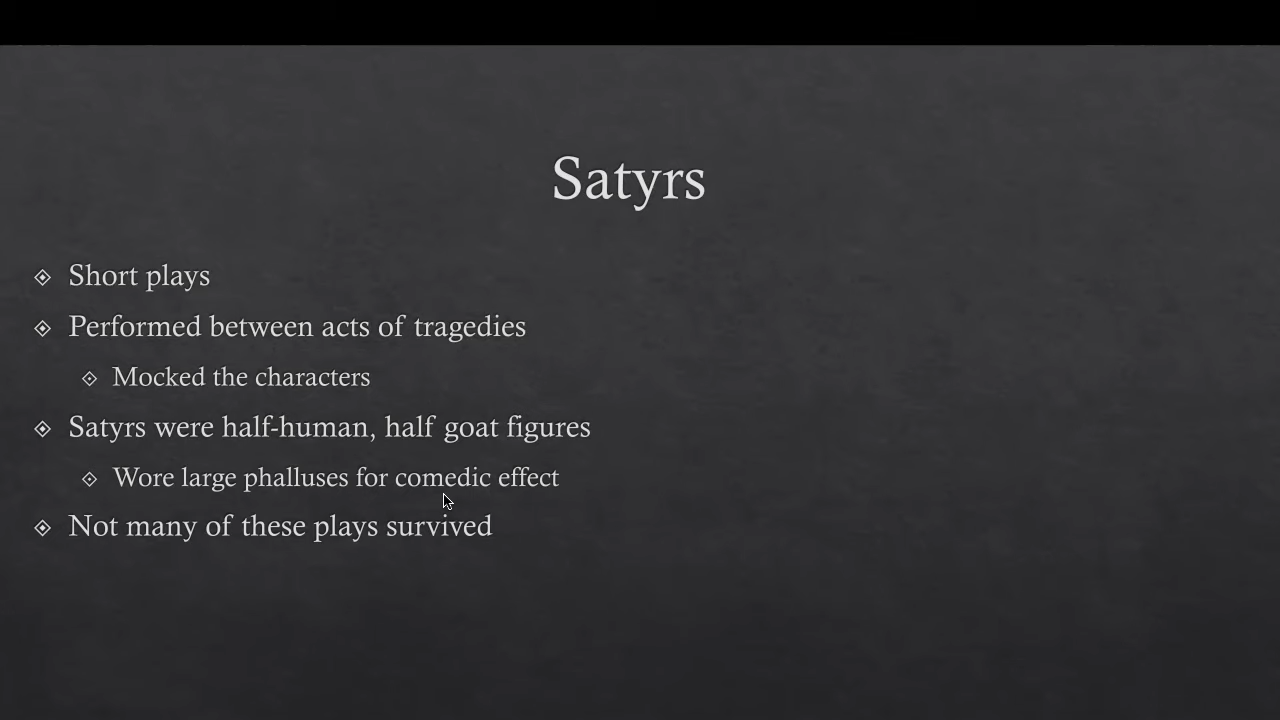 Satyrs
Short plays
Performed between acts of tragedies
Mocked the characters
Satyrs were half-human, half goat figures
Wore large phalluses for comedic effect
Not many of these plays survived